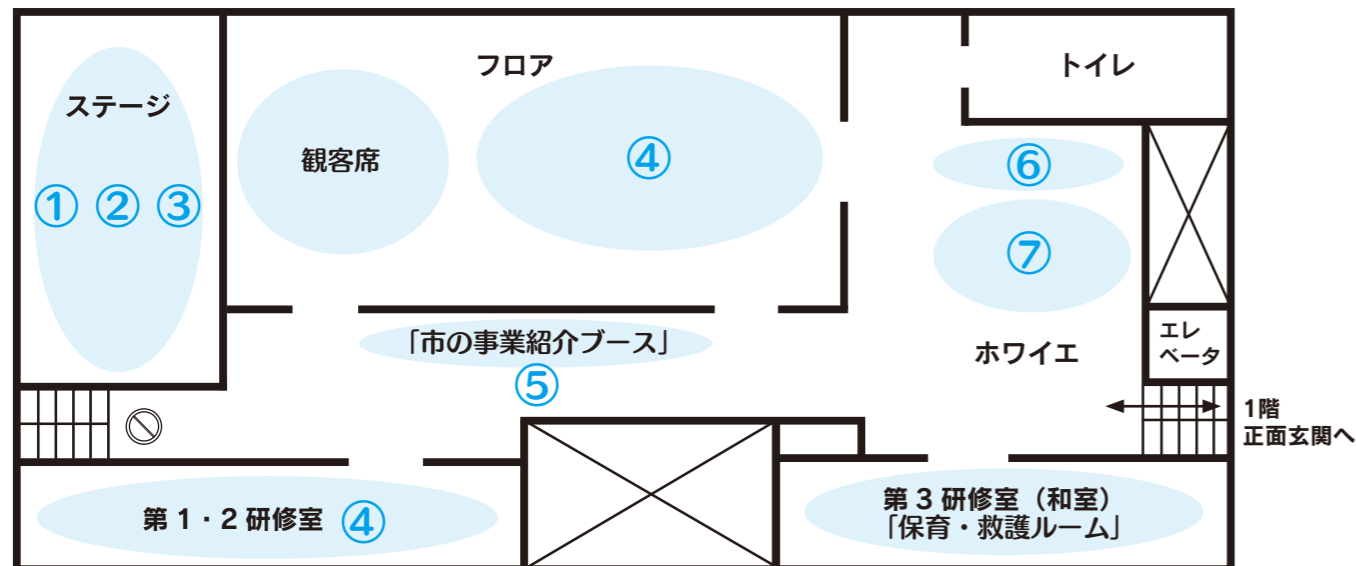 フロア
トイレ
ステージ
観客席
④
⑥
① ② ③
⑦
「市の事業紹介ブース」
ホワイエ
エレ
ベータ
⑤
1階
正面玄関へ
第1・2研修室 ④
第3研修室（和室）
「保育・救護ルーム」